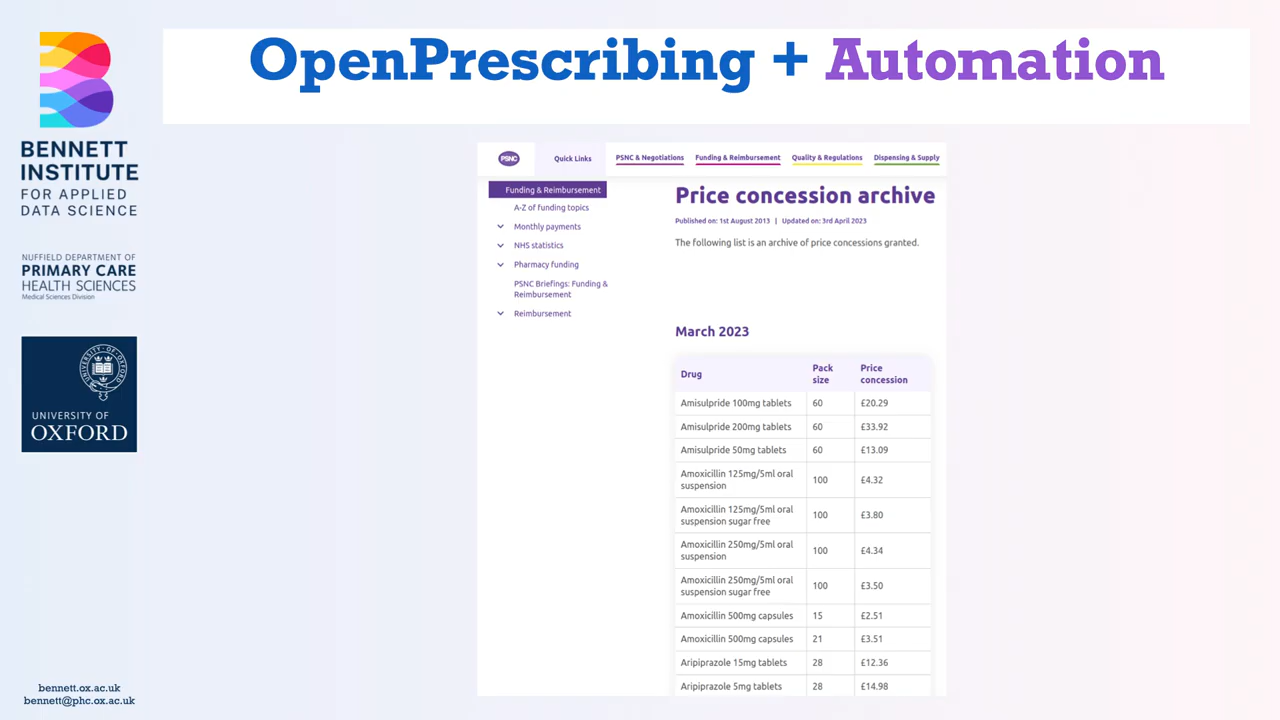 OpenPrescribing + Automation
BENNETT
INSTITUTE
FOR APPLIED
DATA SCIENCE
NUFFIELD DEPARTMENT OF
PRIMARY CARE
HEALTH SCIENCES
Medical Sciences Division
UNIVERSITY OF OXFORD
UNIVERSITY OF
OXFORD
bennett.ox.ac.uk
bennett@phc.ox.ac.uk
PSNC
Quick Links
PSNC & Negotiations
Funding & Reimbursement
Quality & Regulations
Dispensing & Supply
Funding & Reimbursement
A-Z of funding topics
Monthly payments
NHS statistics
Pharmacy funding
PSNC Briefings: Funding &
Reimbursement
Reimbursement
Price concession archive
Published on: 1st August 2013 | Updated on: 3rd April 2023
The following list is an archive of price concessions granted.
March 2023
Drug Pack size Price concession
Amisulpride 100mg tablets 60 £20.29
Amisulpride 200mg tablets 60 £33.92
Amisulpride 50mg tablets 60 £13.09
Amoxicillin 125mg/5ml oral
suspension 100 £4.32
Amoxicillin 125mg/5ml oral
suspension sugar free 100 £3.80
Amoxicillin 250mg/5ml oral
suspension 100 £4.34
Amoxicillin 250mg/5ml oral
suspension sugar free 100 £3.50
Amoxicillin 500mg capsules 15 £2.51
Amoxicillin 500mg capsules 21 £3.51
Aripiprazole 15mg tablets 28 £12.36
Aripiprazole 5mg tablets 28 £14.98